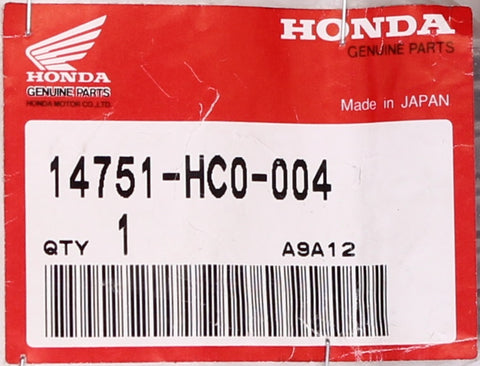 HONDA
GENUINE PARTS
HONDA MOTOR CO.,LTD.
HONDA
GENUINE PARTS
Made in JAPAN
14751-HC0-004
QTY 1 A9A12